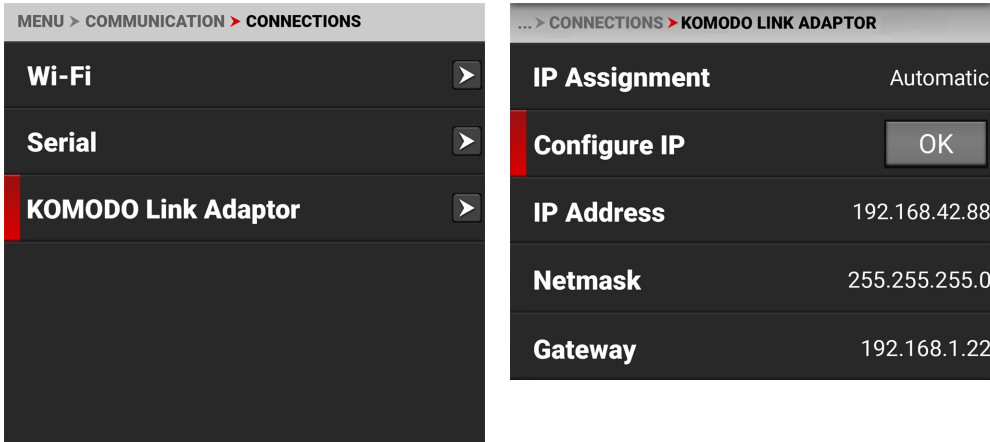 MENU > COMMUNICATION > CONNECTIONS
Wi-Fi
Serial
KOMODO Link Adaptor
... > CONNECTIONS > KOMODO LINK ADAPTOR
IP Assignment Automatic
Configure IP OK
IP Address 192.168.42.88
Netmask 255.255.255.0
Gateway 192.168.1.22